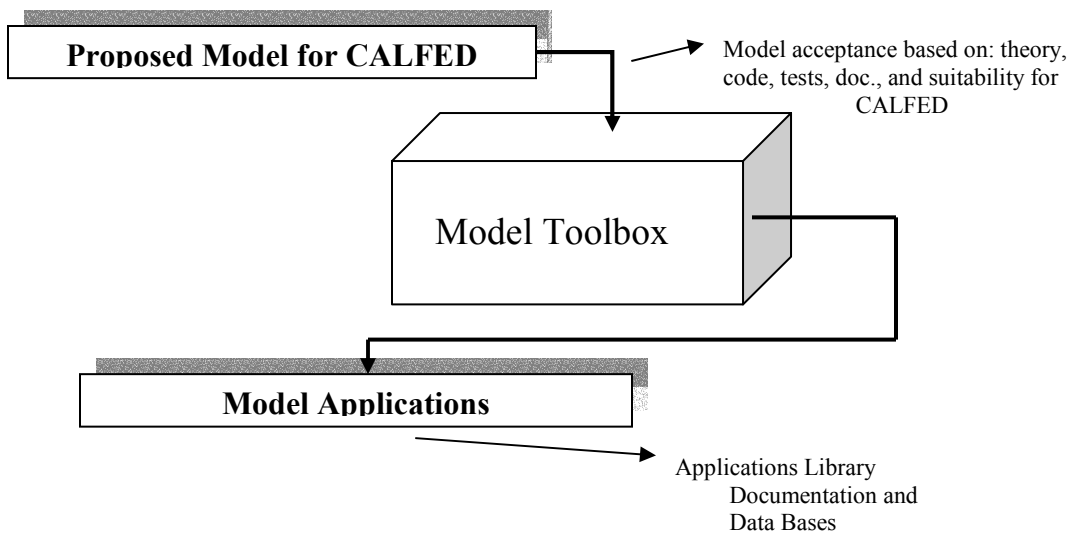 Proposed Model for CALFED
Model acceptance based on: theory,
code, tests, doc., and suitability for
CALFED
Model Toolbox
Model Applications
Applications Library
Documentation and
Data Bases